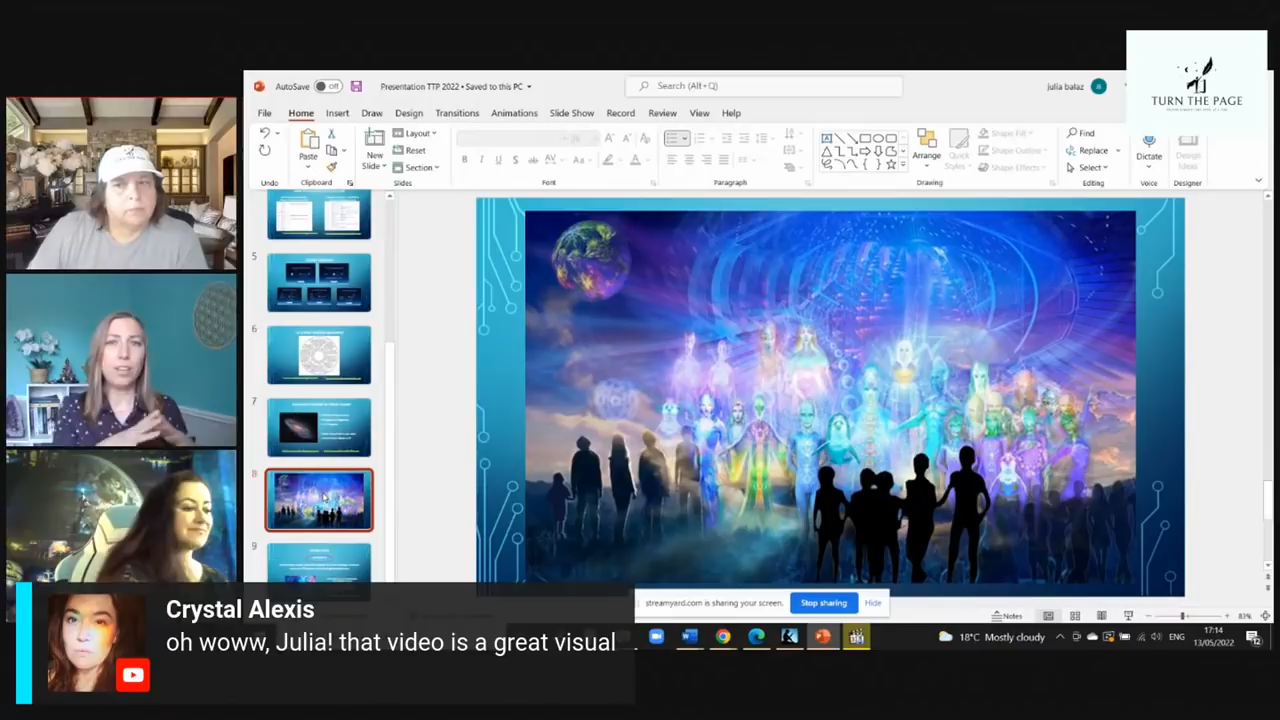 AutoSave
Off
Presentation TTP 2022 • Saved to this PC
Search (Alt+Q)
julia balaz
TURN THE PAGE
File Home Insert Draw Design Transitions Animations Slide Show Record Review View Help
Paste
New
Slide
Layout
Reset
Section
Arrange
Quick
Styles
Shape Fill
Shape Outline
Shape Effects
Find
Replace
Select
Dictate
Design
Ideas
Undo Clipboard Slides Font Paragraph Drawing Editing Voice Designer
5
6
7
8
9
streamyard.com is sharing your screen.
Stop sharing
Hide
Notes
83%
18°C Mostly cloudy
ENG
17:14
13/05/2022
Crystal Alexis
oh woww, Julia! that video is a great visual